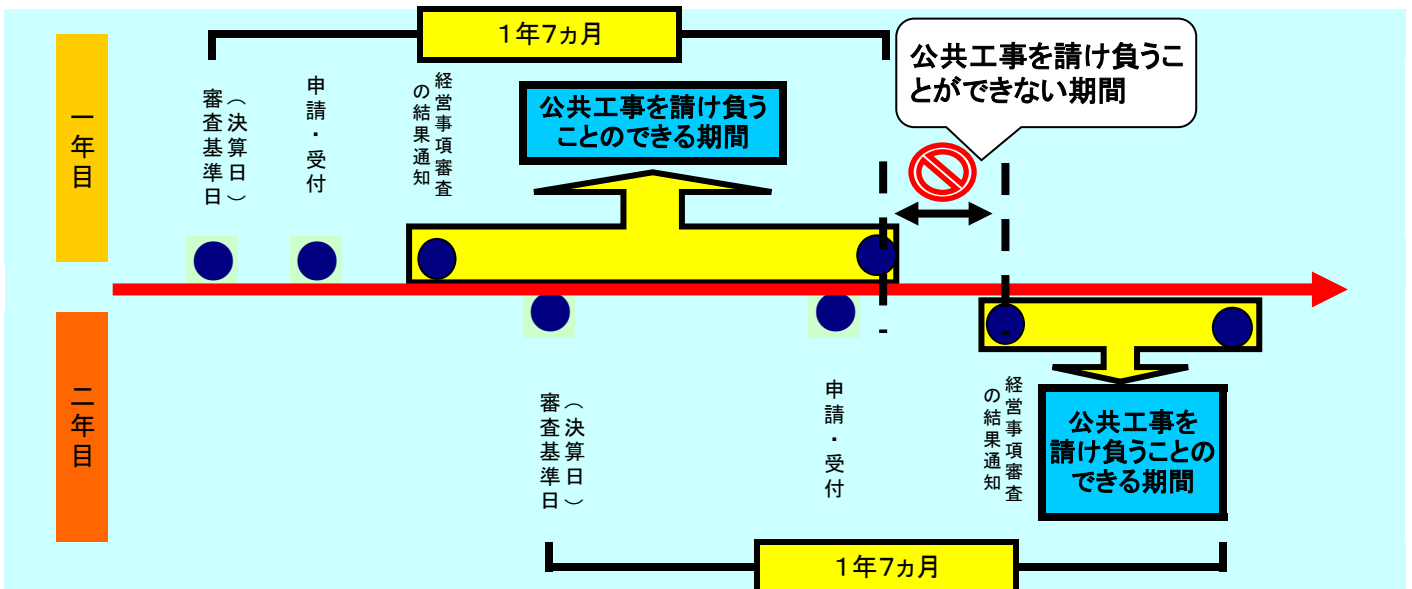 1年7ヵ月
公共工事を請け負うこ
とができない期間
一年目
審査基準日
（決算日）
申請・受付
経営事項審査
の結果通知
公共工事を請け負う
ことのできる期間
二年目
審査基準日
（決算日）
申請・受付
経営事項審査
の結果通知
公共工事を
請け負うことの
できる期間
1年7ヵ月